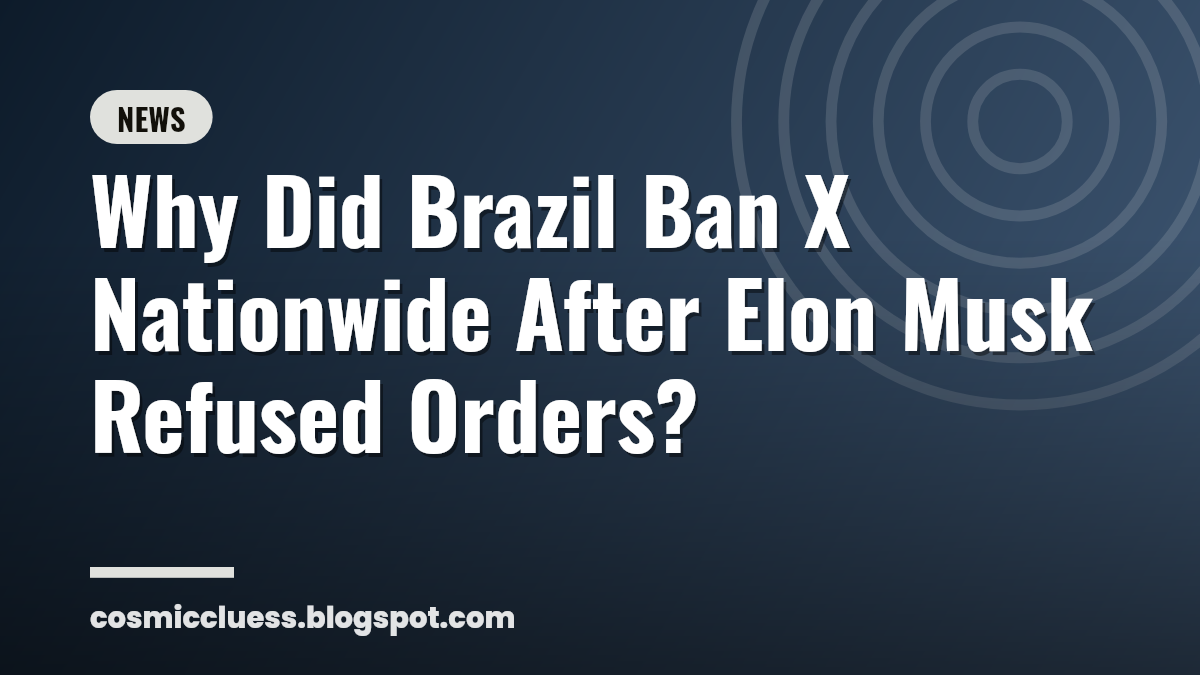 NEWS
Why Did Brazil Ban X
Nationwide After Elon Musk
Refused Orders?
cosmiccluess.blogspot.com